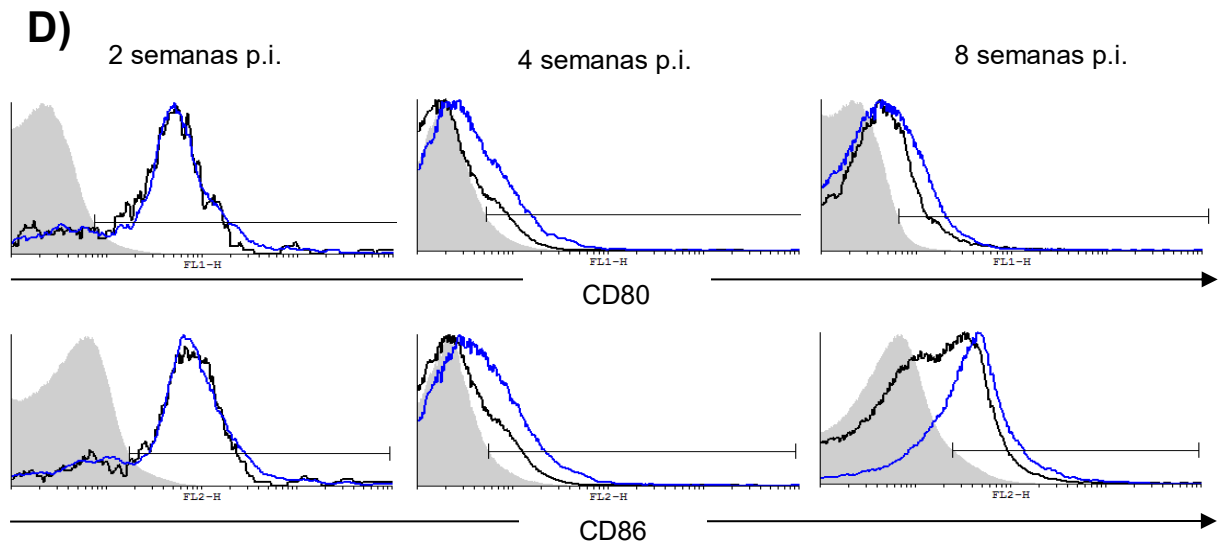 D)
2 semanas p.i.
4 semanas p.i.
8 semanas p.i.
FL1-H
FL1-H
FL1-H
CD80
FL2-H
FL2-H
FL2-H
CD86